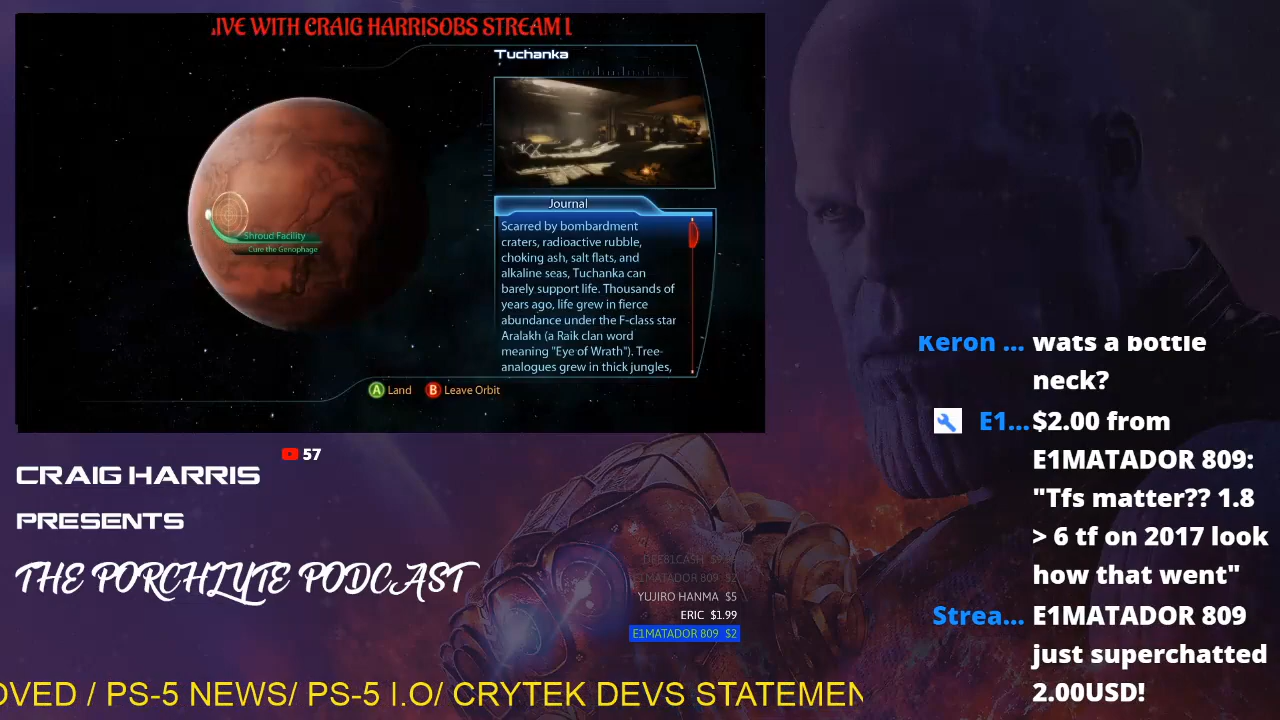 .IVE WITH CRAIG HARRISOBS STREAM L
Tuchanka
Journal
Scarred by bombardment
craters, radioactive rubble,
choking ash, salt flats, and
alkaline seas, Tuchanka can
barely support life. Thousands of
years ago, life grew in fierce
abundance under the F-class star
Aralakh (a Raik clan word
meaning "Eye of Wrath"). Tree-
analogues grew in thick jungles,
Shroud Facility
Cure the Genophage
A Land B Leave Orbit
57
CRAIG HARRIS
PRESENTS
THE PORCHLYTE PODCAST
E1MATADOR 809 $2
YUJIRO HANMA $5
ERIC $1.99
E1MATADOR 809 $2
Keron ... wats a bottle
neck?
E1... $2.00 from
E1MATADOR 809:
"Tfs matter?? 1.8
> 6 tf on 2017 look
how that went"
Strea... E1MATADOR 809
just superchatted
2.00USD!
OVED / PS-5 NEWS/ PS-5 I.O/ CRYTEK DEVS STATEMEN